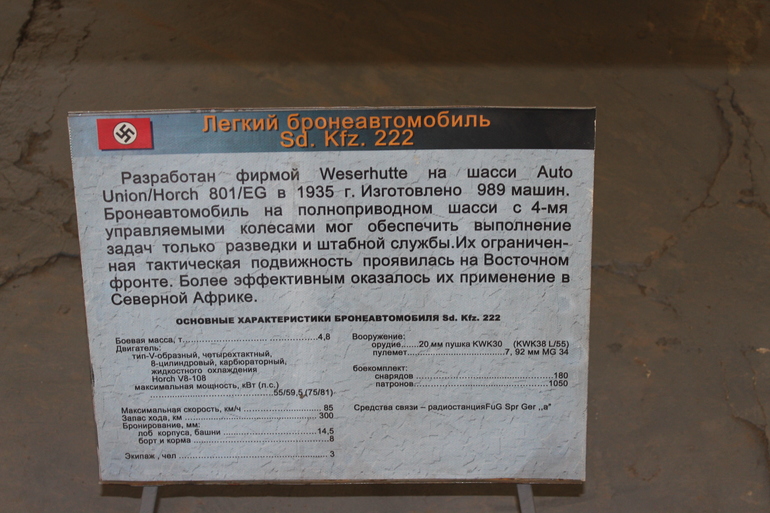 Легкий бронеавтомобиль
Sd. Kfz. 222
Разработан фирмой Weserhutte на шасси Auto
Union/Horch 801/EG в 1935 г. Изготовлено 989 машин.
Бронеавтомобиль на полноприводном шасси с 4-мя
управляемыми колесами мог обеспечить выполнение
задач только разведки и штабной службы.Их ограничен-
ная тактическая подвижность проявилась на Восточном
фронте. Более эффективным оказалось их применение в
Северной Африке.
ОСНОВНЫЕ ХАРАКТЕРИСТИКИ БРОНЕАВТОМОБИЛЯ Sd. Kfz. 222
Боевая масса, т.......................................4,8
Двигатель:
тип-V-образный, четырехтактный,
8-цилиндровый, карбюраторный,
жидкостного охлаждения
Horch V8-108
максимальная мощность, кВт (л.с.)
...................................55/59,5 (75/81)
Максимальная скорость, км/ч ......................85
Запас хода, км ............................................300
Бронирование, мм:
лоб корпуса, башни ...........................14,5
борт и корма ........................................8
Экипаж , чел ...............................................3
Вооружение:
орудие......20 мм пушка KWK30 (KWK38 L/55)
пулемет.................................7, 92 мм MG 34
боекомплект:
снарядов .................................................180
патронов................................................1050
Средства связи – радиостанцияFuG Spr Ger „a"